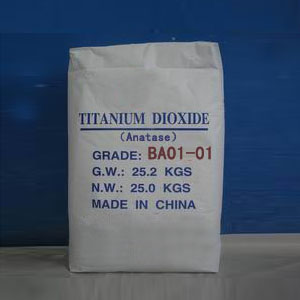 TITANIUM DIOXIDE
(Anatase)
GRADE: BA01-01
G.W.: 25.2 KGS
N.W.: 25.0 KGS
MADE IN CHINA